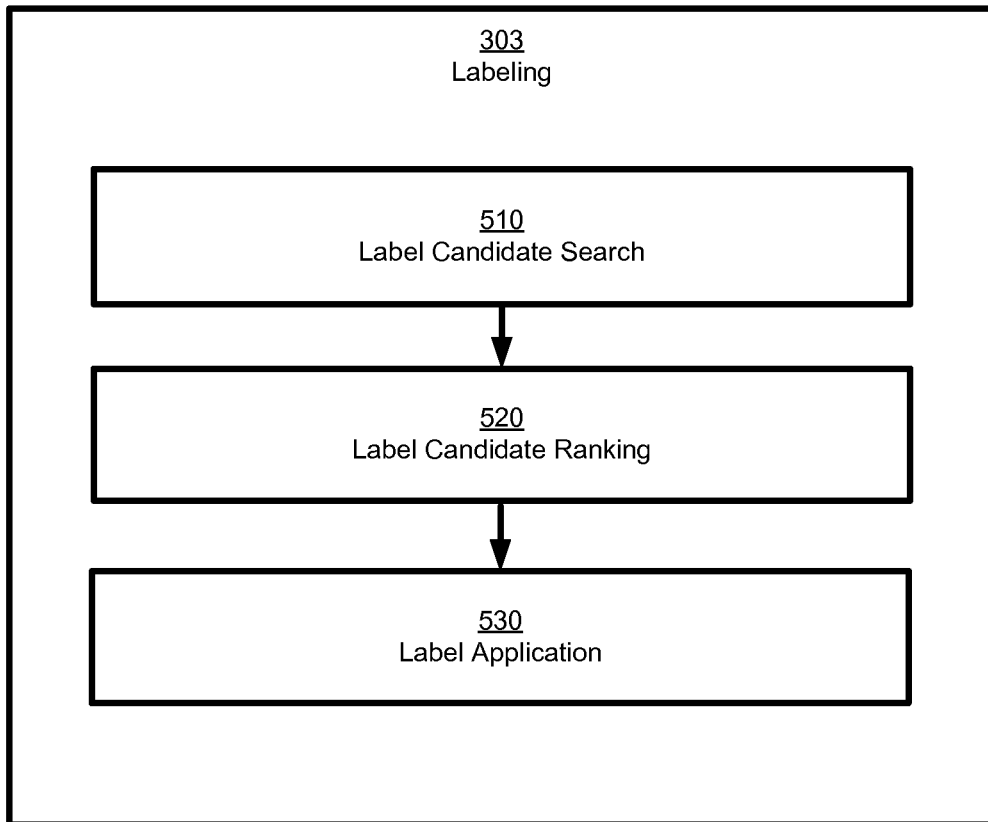 303
Labeling
510
Label Candidate Search
520
Label Candidate Ranking
530
Label Application